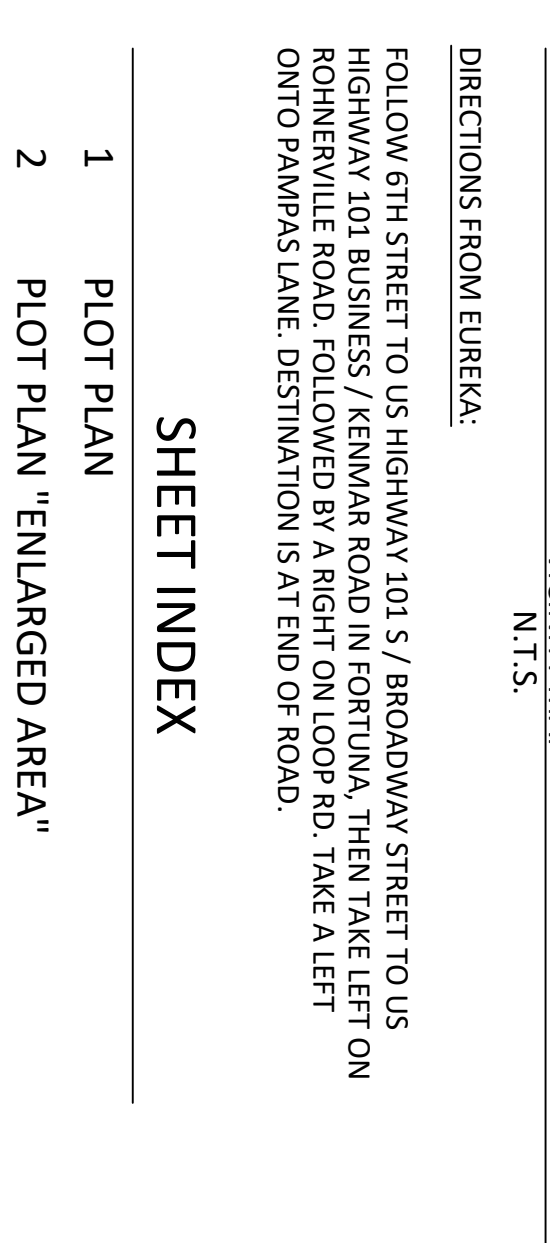 N.T.S.
DIRECTIONS FROM EUREKA:
FOLLOW 6TH STREET TO US HIGHWAY 101 S / BROADWAY STREET TO US
HIGHWAY 101 BUSINESS / KENMAR ROAD IN FORTUNA, THEN TAKE LEFT ON
ROHNERVILLE ROAD. FOLLOWED BY A RIGHT ON LOOP RD. TAKE A LEFT
ONTO PAMPAS LANE. DESTINATION IS AT END OF ROAD.
SHEET INDEX
1 PLOT PLAN
2 PLOT PLAN "ENLARGED AREA"